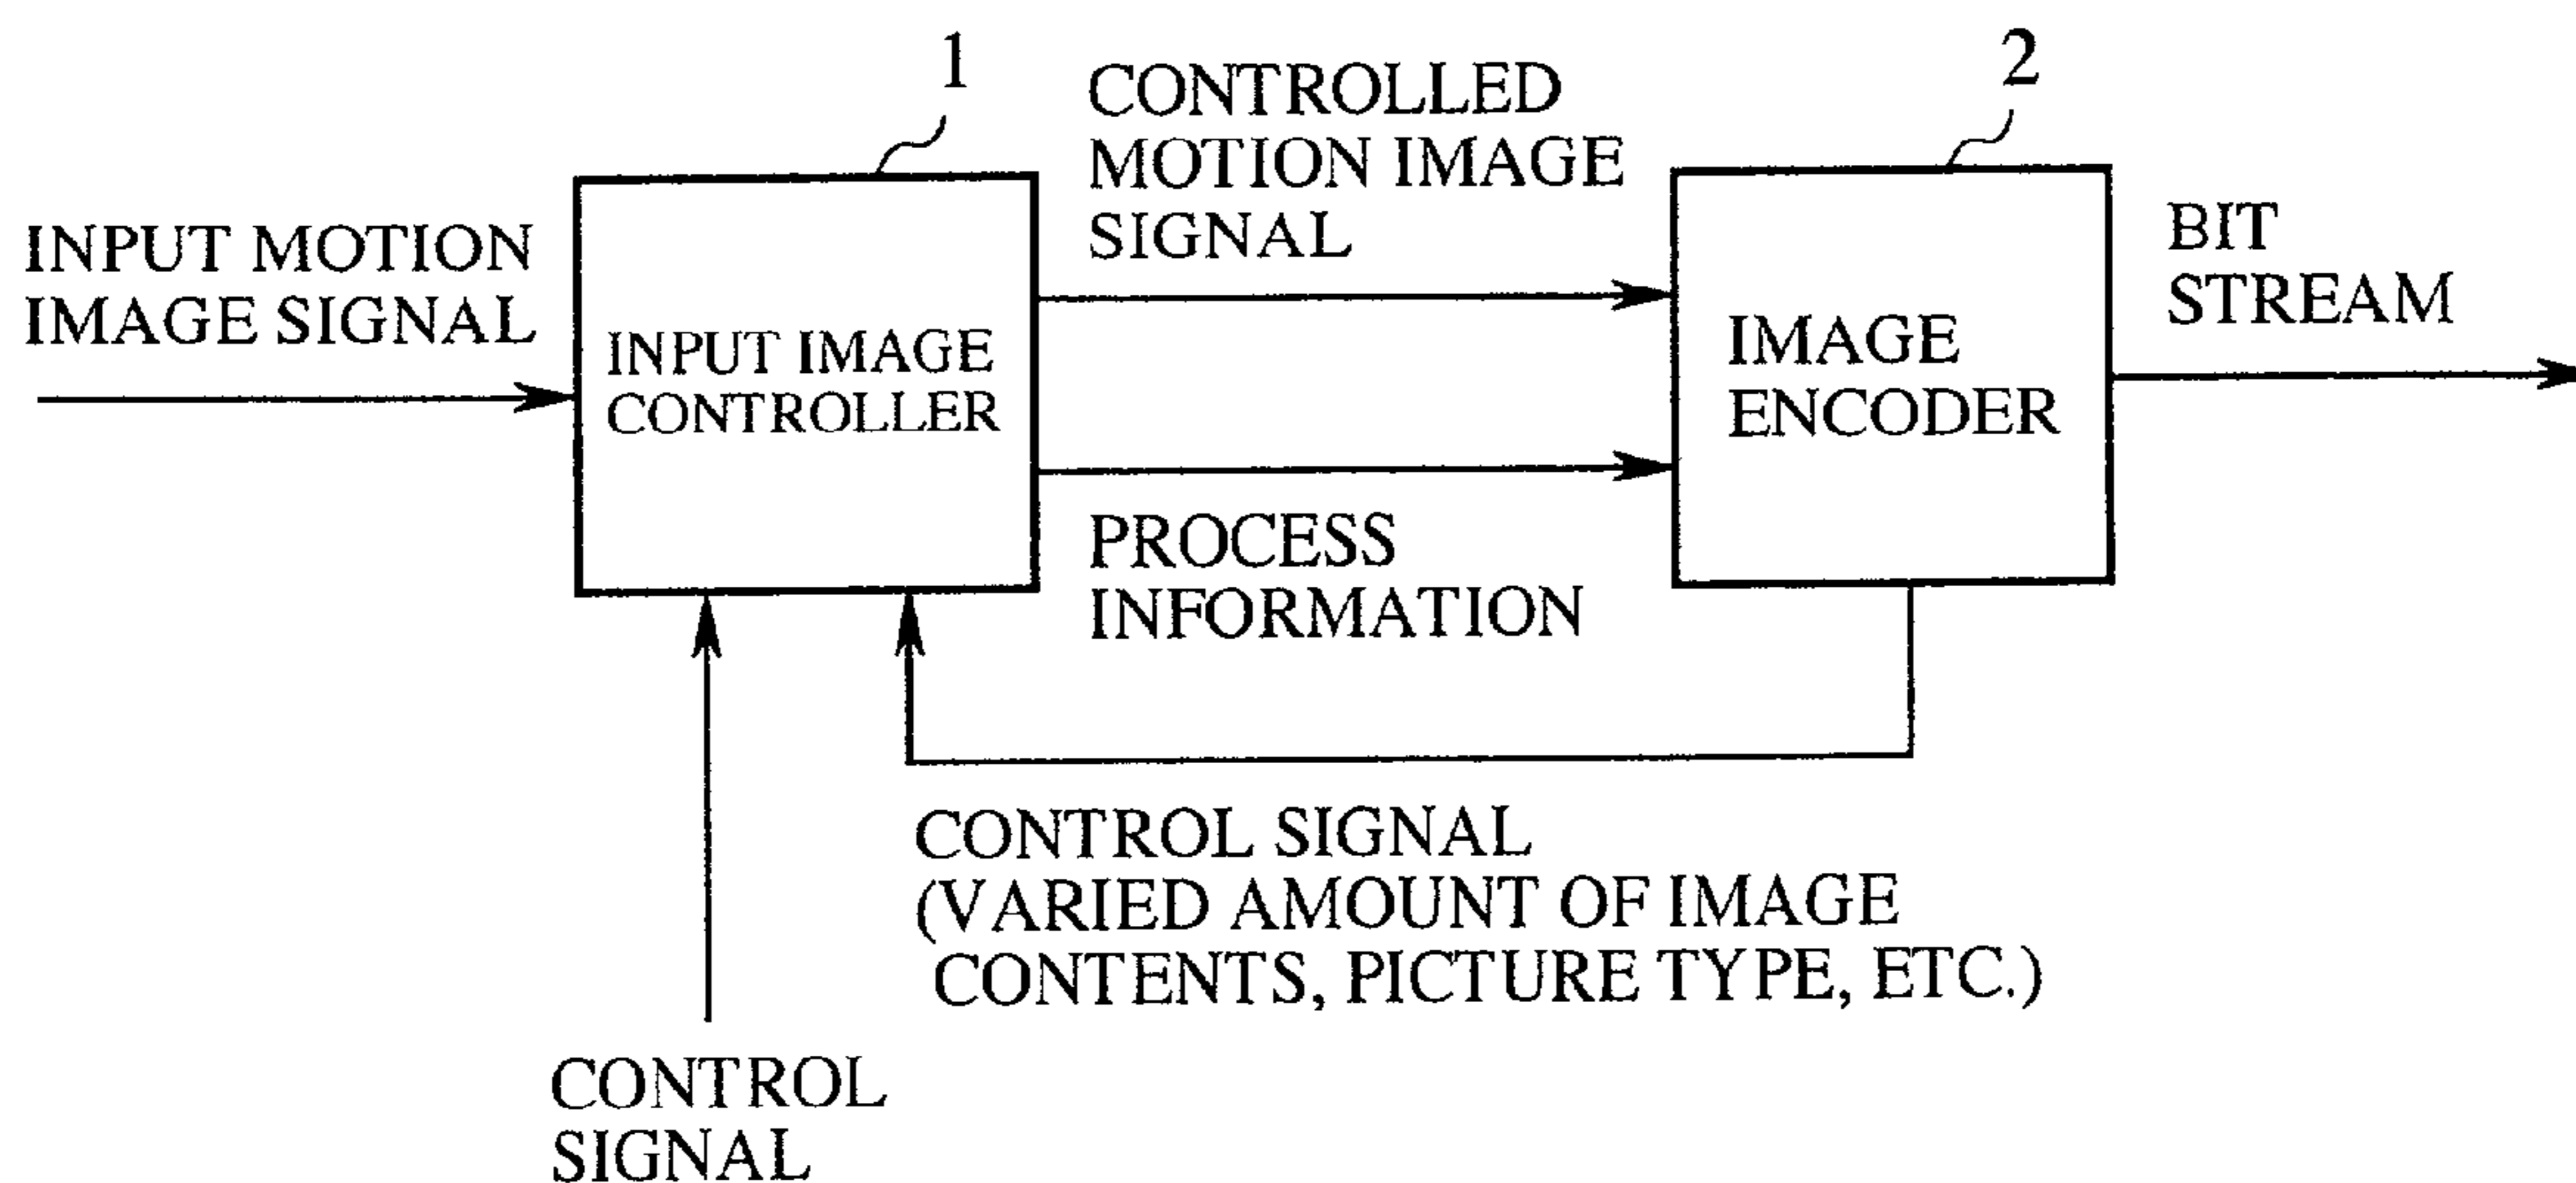 1
2
CONTROLLED
MOTION IMAGE
SIGNAL
INPUT MOTION
IMAGE SIGNAL
INPUT IMAGE
CONTROLLER
IMAGE
ENCODER
BIT
STREAM
PROCESS
INFORMATION
CONTROL SIGNAL
(VARIED AMOUNT OF IMAGE
CONTENTS, PICTURE TYPE, ETC.)
CONTROL
SIGNAL